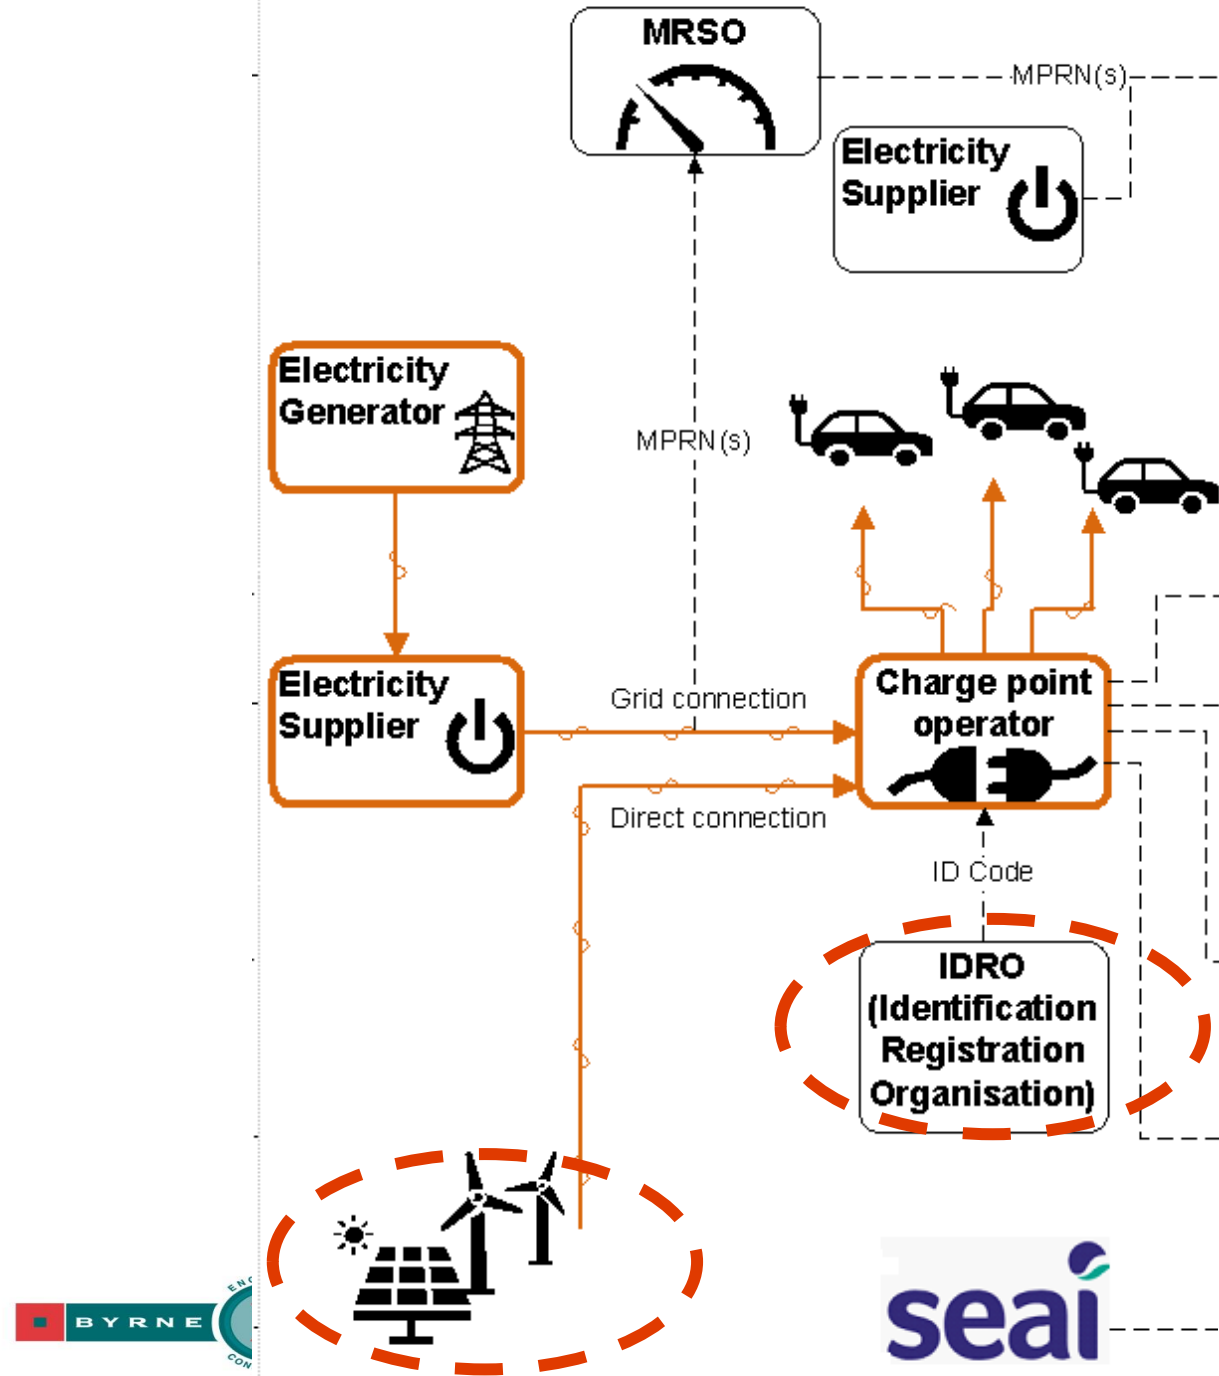 MRSO
MPRN(s)
Electricity
Supplier
Electricity
Generator
MPRN(s)
Electricity
Supplier
Grid connection
Charge point
operator
Direct connection
ID Code
IDRO
(Identification
Registration
Organisation)
BYRNE
seai